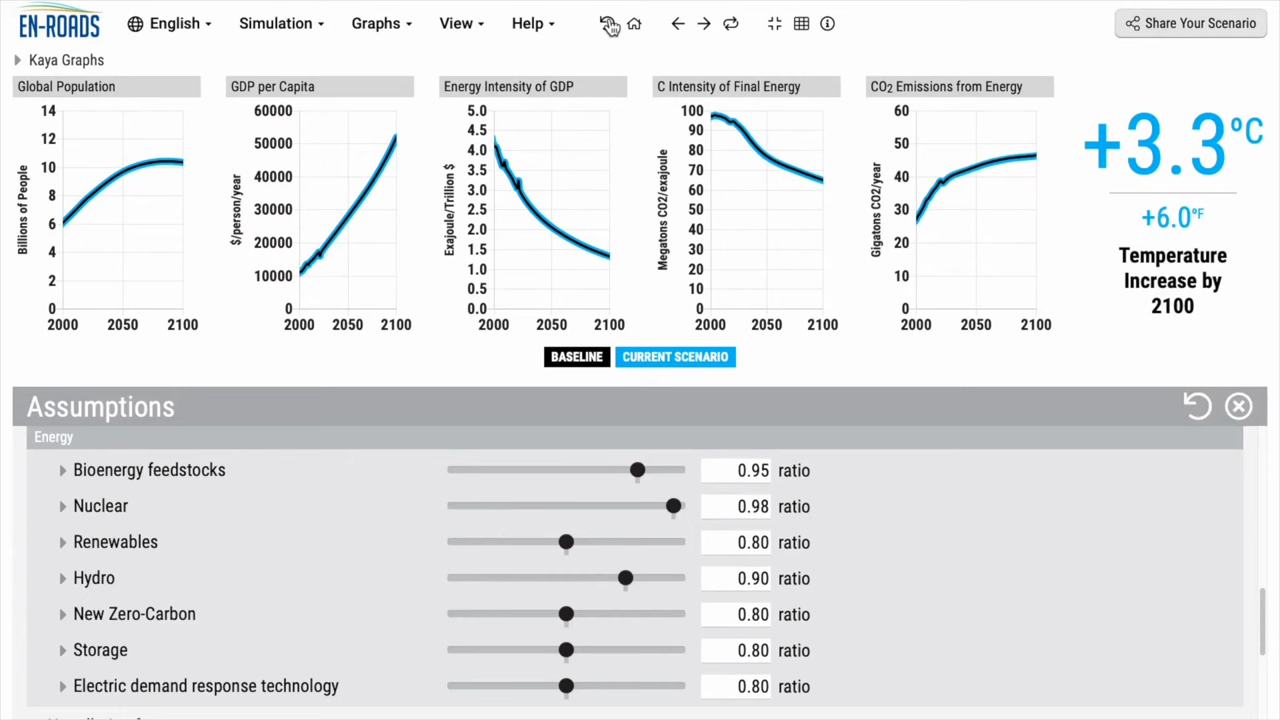 EN-ROADS
English Simulation Graphs View Help Share Your Scenario
Kaya Graphs
Global Population
14
12
10
8
6
4
2
0
Billions of People
2000 2050 2100
GDP per Capita
60000
50000
40000
30000
20000
10000
0
$/person/year
2000 2050 2100
Energy Intensity of GDP
5.0
4.5
4.0
3.5
3.0
2.5
2.0
1.5
1.0
0.5
0.0
Exajoule/Trillion $
2000 2050 2100
C Intensity of Final Energy
100
90
80
70
60
50
40
30
20
10
0
Megatons CO2/exajoule
2000 2050 2100
CO2 Emissions from Energy
60
50
40
30
20
10
0
Gigatons CO2/year
2000 2050 2100
+3.3°C
+6.0°F
Temperature
Increase by
2100
BASELINE CURRENT SCENARIO
Assumptions
Energy
Bioenergy feedstocks 0.95 ratio
Nuclear 0.98 ratio
Renewables 0.80 ratio
Hydro 0.90 ratio
New Zero-Carbon 0.80 ratio
Storage 0.80 ratio
Electric demand response technology 0.80 ratio